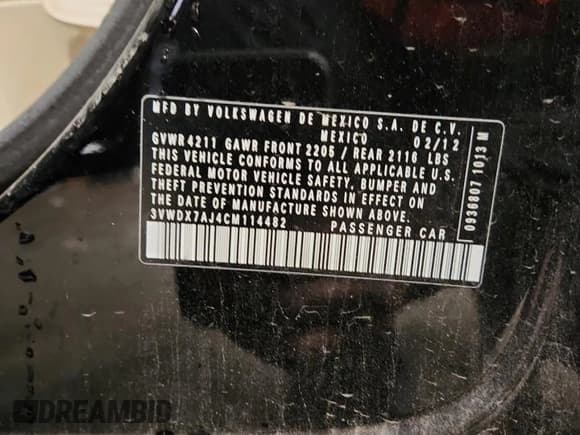 MFD BY VOLKSWAGEN DE MEXICO S.A. DE C.V.
MEXICO 02/12
GVWR 4211 GAWR FRONT 2205 / REAR 2116 LBS
THIS VEHICLE CONFORMS TO ALL APPLICABLE U.S.
FEDERAL MOTOR VEHICLE SAFETY, BUMPER AND
THEFT PREVENTION STANDARDS IN EFFECT ON
THE DATE OF MANUFACTURE SHOWN ABOVE.
3VWDX7AJ4CM114482 PASSENGER CAR
0936807 1013 M
DREAMBID